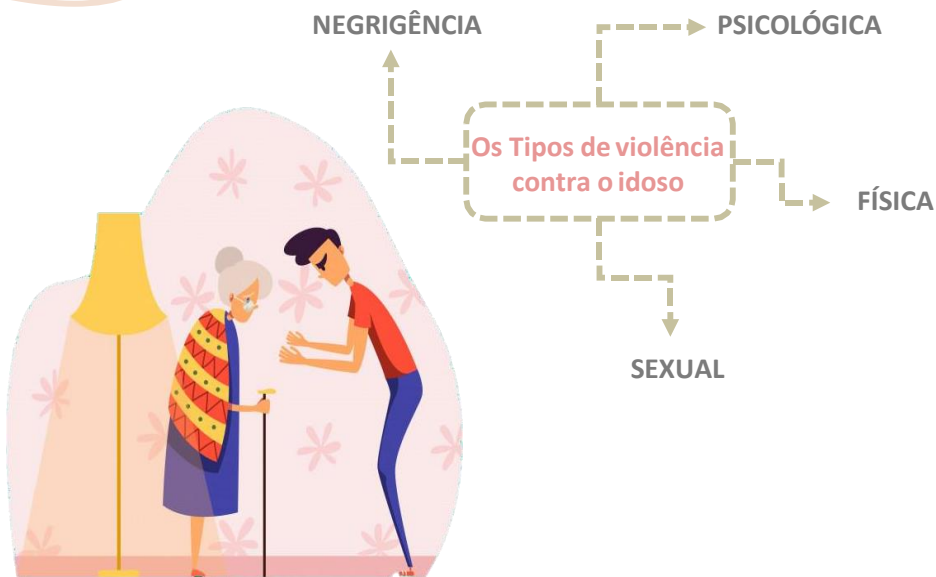 NEGRIGÊNCIA
PSICOLÓGICA
Os Tipos de violência
contra o idoso
FÍSICA
SEXUAL